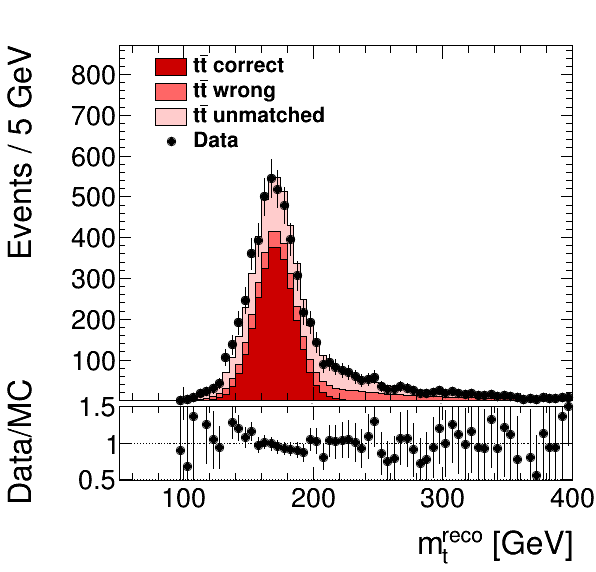 Events / 5 GeV
800
700
600
500
400
300
200
100
tt̄ correct
tt̄ wrong
tt̄ unmatched
Data
Data/MC
1.5
1
0.5
100 200 300 400
m_t^reco [GeV]